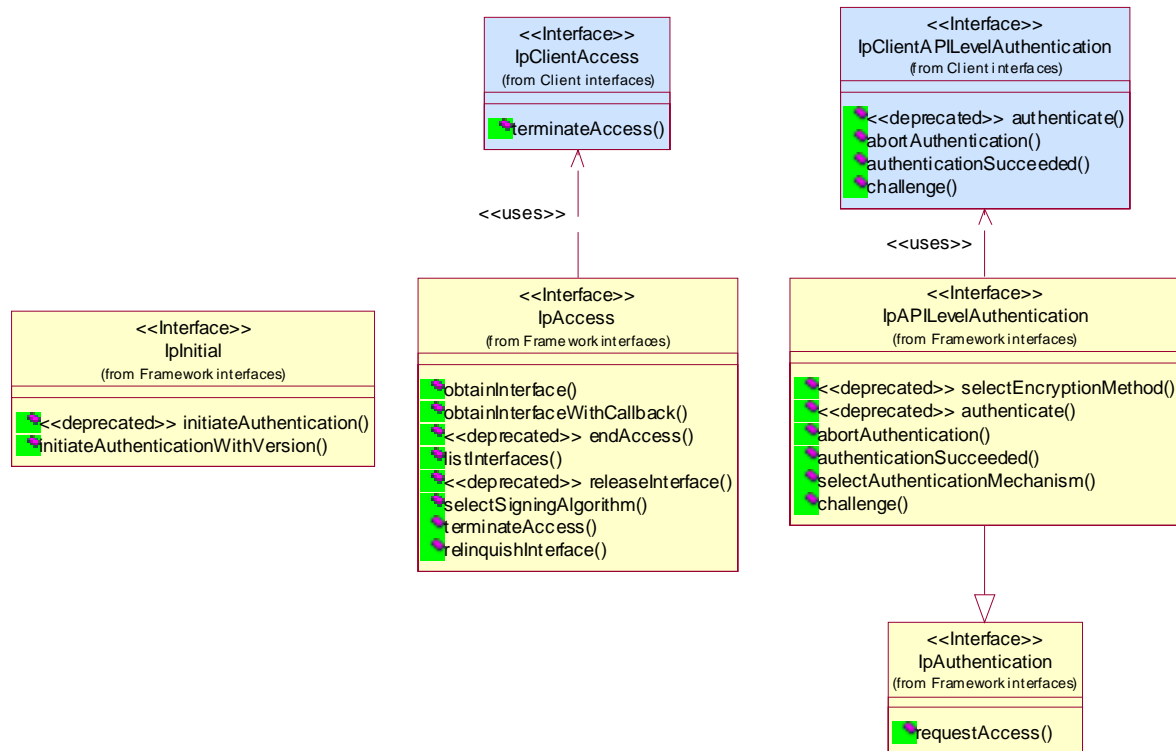 <<Interface>>
IpClientAccess
(from Client interfaces)
terminateAccess()
<<uses>>
<<Interface>>
IpClientAPILevelAuthentication
(from Client interfaces)
<<deprecated>> authenticate()
abortAuthentication()
authenticationSucceeded()
challenge()
<<uses>>
<<Interface>>
IpInitial
(from Framework interfaces)
<<deprecated>> initiateAuthentication()
initiateAuthenticationWithVersion()
<<Interface>>
IpAccess
(from Framework interfaces)
obtainInterface()
obtainInterfaceWithCallback()
<<deprecated>> endAccess()
listInterfaces()
<<deprecated>> releaseInterface()
selectSigningAlgorithm()
terminateAccess()
relinquishInterface()
<<Interface>>
IpAPILevelAuthentication
(from Framework interfaces)
<<deprecated>> selectEncryptionMethod()
<<deprecated>> authenticate()
abortAuthentication()
authenticationSucceeded()
selectAuthenticationMechanism()
challenge()
<<Interface>>
IpAuthentication
(from Framework interfaces)
requestAccess()